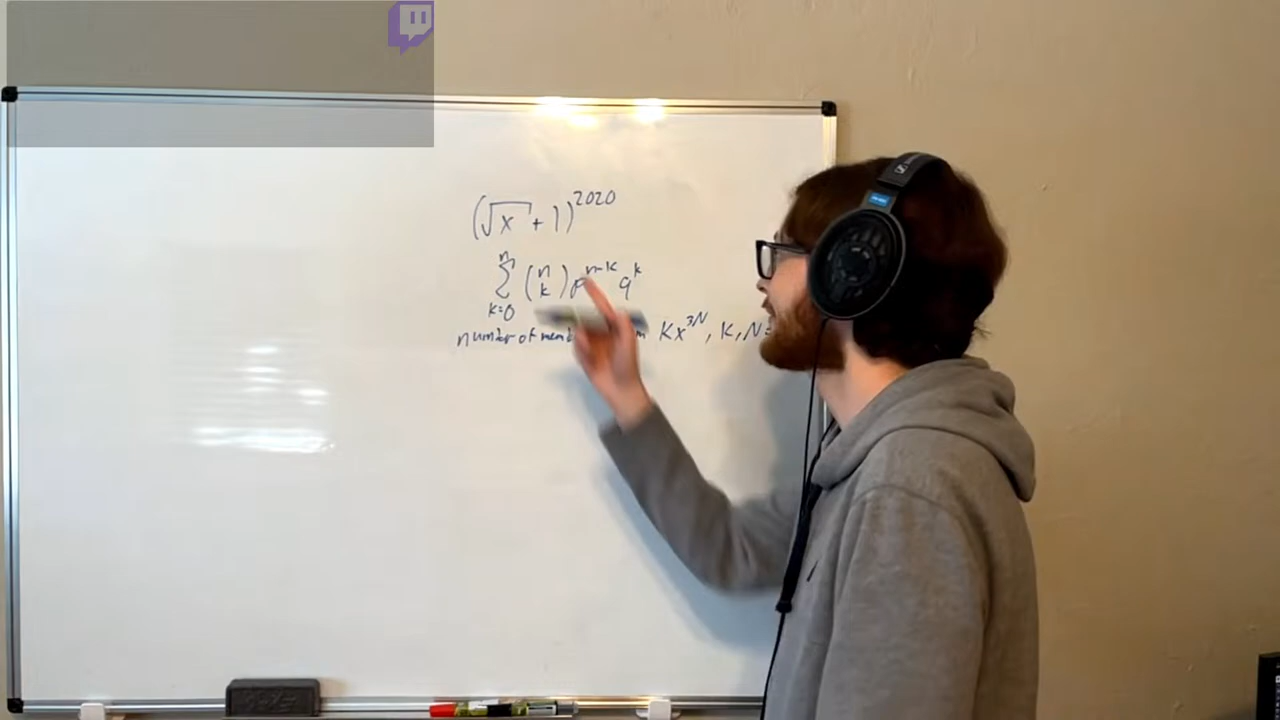 (√x + 1)^2020
n
Σ (n k) p^n-k q^k
k=0
number of Kx^3N, K, N =